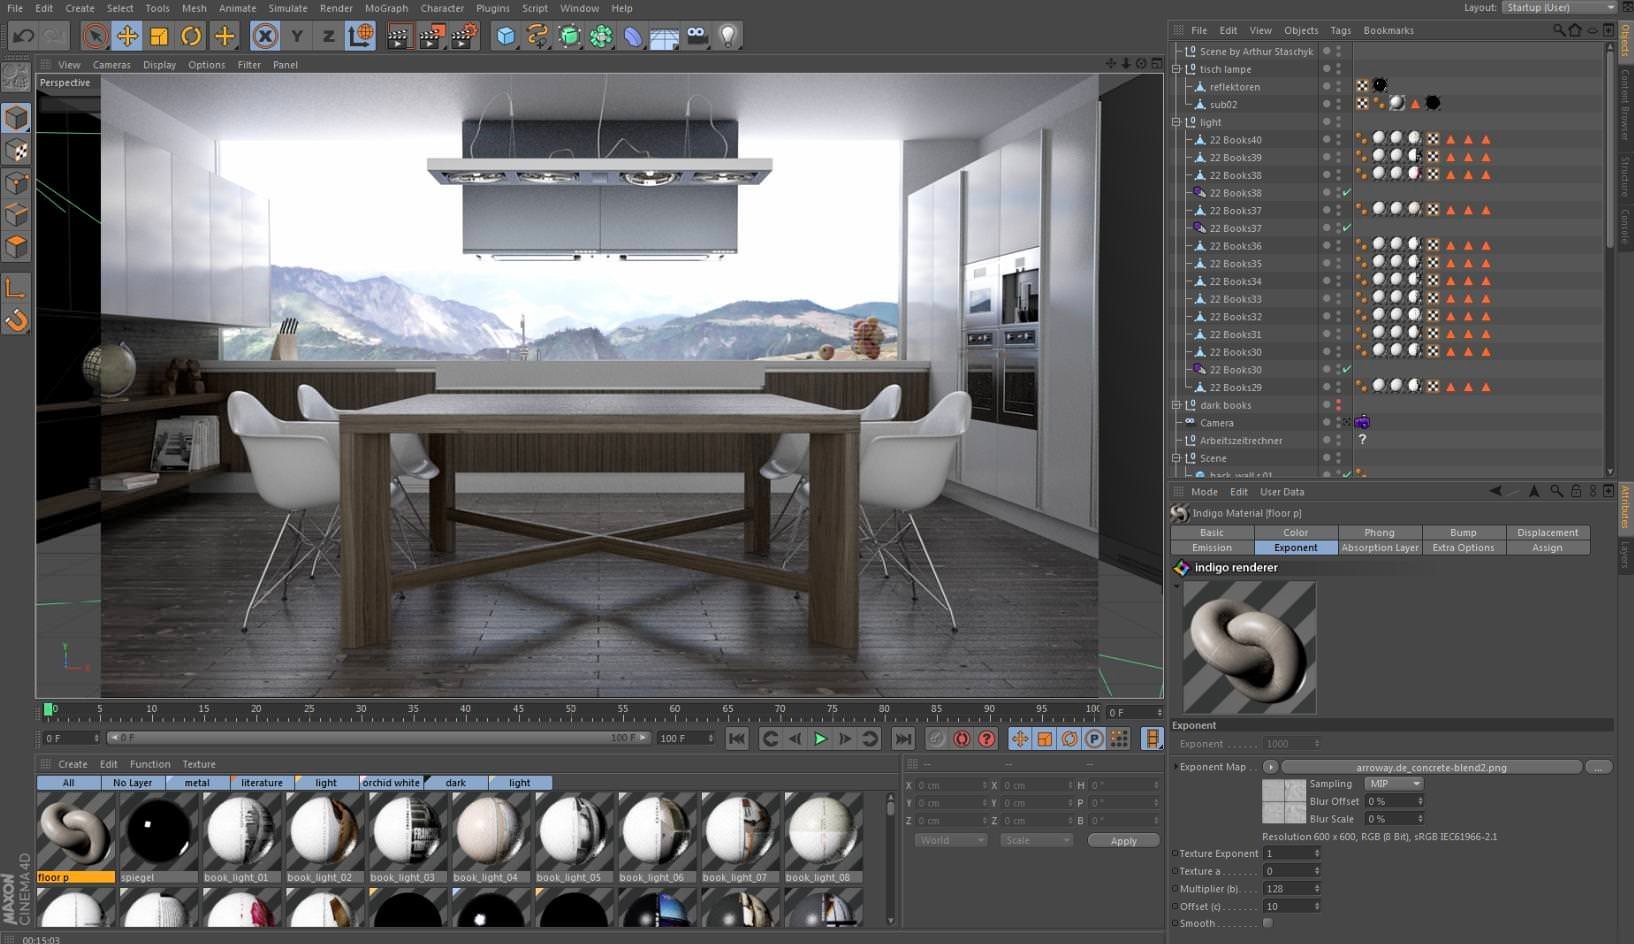 File Edit Create Select Tools Mesh Animate Simulate Render MoGraph Character Plugins Script Window Help
Layout: Startup (User)
X Y Z
View Cameras Display Options Filter Panel
Perspective
File Edit View Objects Tags Bookmarks
Scene by Arthur Staschyk
tisch lampe
reflektoren
sub02
light
22 Books40
22 Books39
22 Books38
22 Books38
22 Books37
22 Books37
22 Books36
22 Books35
22 Books34
22 Books33
22 Books32
22 Books31
22 Books30
22 Books30
22 Books29
dark books
Camera
Arbeitszeitrechner
?
Scene
back_wall r.01
Objects
Content Browser
Structure
Console
Attributes
Layers
Mode Edit User Data
Indigo Material [floor p]
Basic Color Phong Bump Displacement
Emission Exponent Absorption Layer Extra Options Assign
indigo renderer
Exponent
Exponent 1000
Exponent Map arroway.de_concrete-blend2.png ...
Sampling MIP
Blur Offset 0 %
Blur Scale 0 %
Resolution 600 x 600, RGB (8 Bit), sRGB IEC61966-2.1
Texture Exponent 1
Texture a 0
Multiplier (b) 128
Offset (c) 10
Smooth
Y
X
0 5 10 15 20 25 30 35 40 45 50 55 60 65 70 75 80 85 90 95 100
0 F
0 F 0 F 100 F 100 F
? P
Create Edit Function Texture
All No Layer metal literature light orchid white dark light
floor p spiegel book_light_01 book_light_02 book_light_03 book_light_04 book_light_05 book_light_06 book_light_07 book_light_08
-- -- --
X 0 cm X 0 cm H 0 °
Y 0 cm Y 0 cm P 0 °
Z 0 cm Z 0 cm B 0 °
World Scale Apply
MAXON
CINEMA 4D
00:15:03